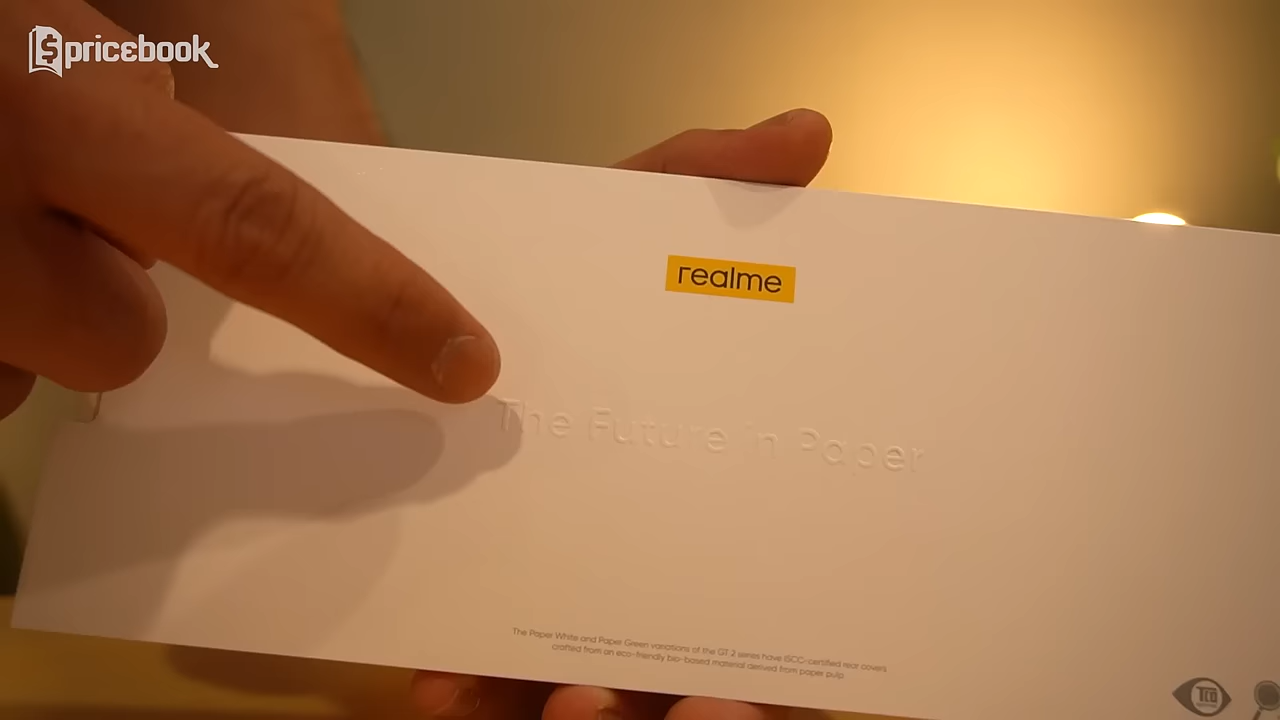 pricebook
realme
The Future in Paper
The Paper White and Paper Green variations of the GT 2 series have ISCC-certified rear covers
crafted from an eco-friendly bio-based material derived from paper pulp
TCO